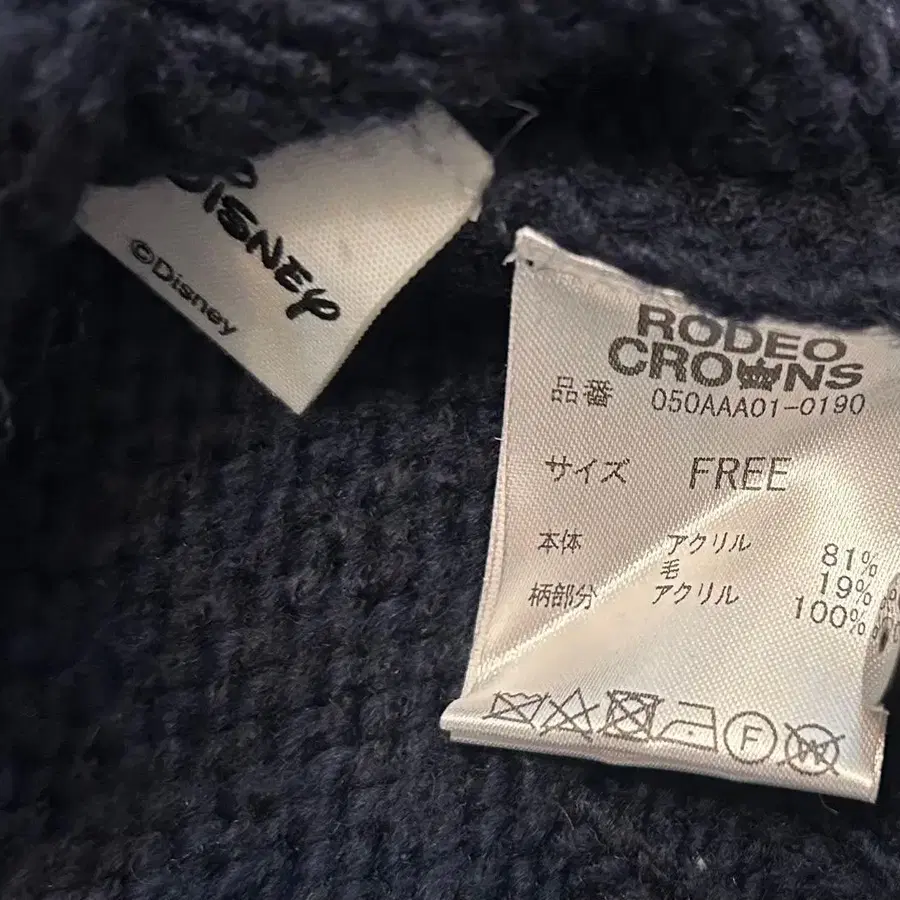 Disney
©Disney
RODEO
CROWNS
品番 050AAA01-0190
サイズ FREE
本体 アクリル 81%
毛 19%
柄部分 アクリル 100%
F
W